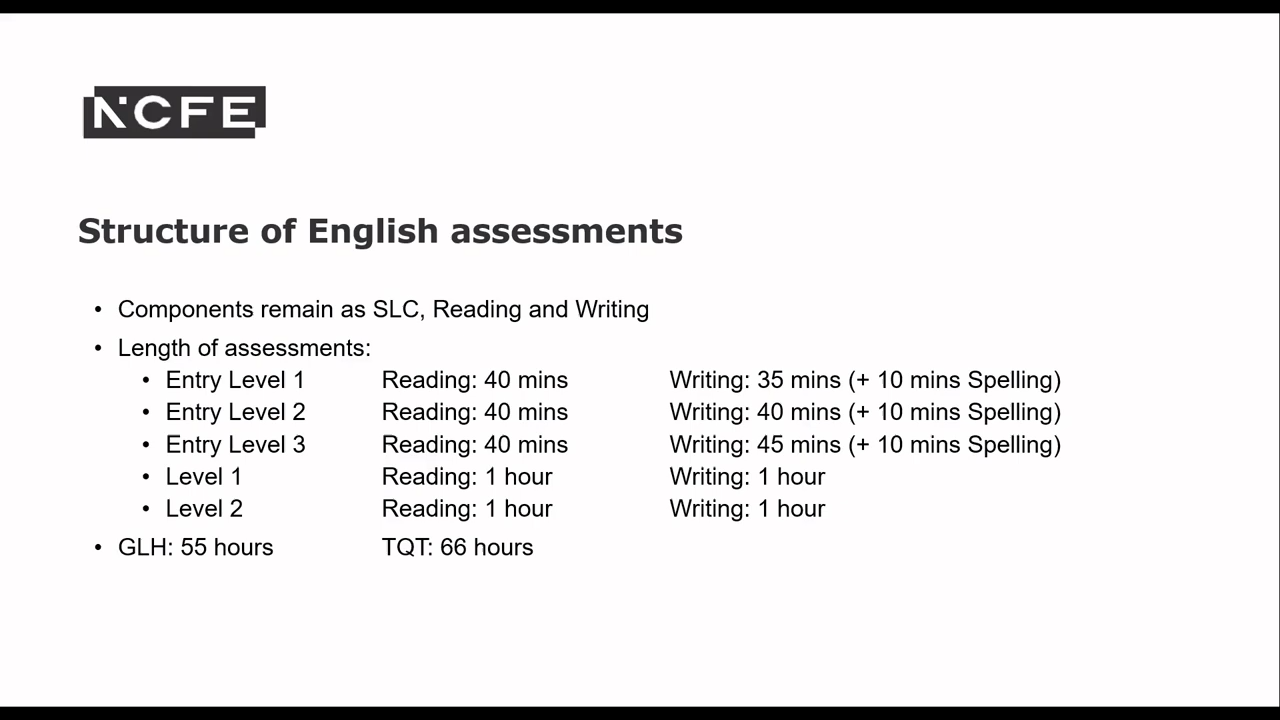 NCFE
Structure of English assessments
• Components remain as SLC, Reading and Writing
• Length of assessments:
• Entry Level 1 Reading: 40 mins Writing: 35 mins (+ 10 mins Spelling)
• Entry Level 2 Reading: 40 mins Writing: 40 mins (+ 10 mins Spelling)
• Entry Level 3 Reading: 40 mins Writing: 45 mins (+ 10 mins Spelling)
• Level 1 Reading: 1 hour Writing: 1 hour
• Level 2 Reading: 1 hour Writing: 1 hour
• GLH: 55 hours TQT: 66 hours